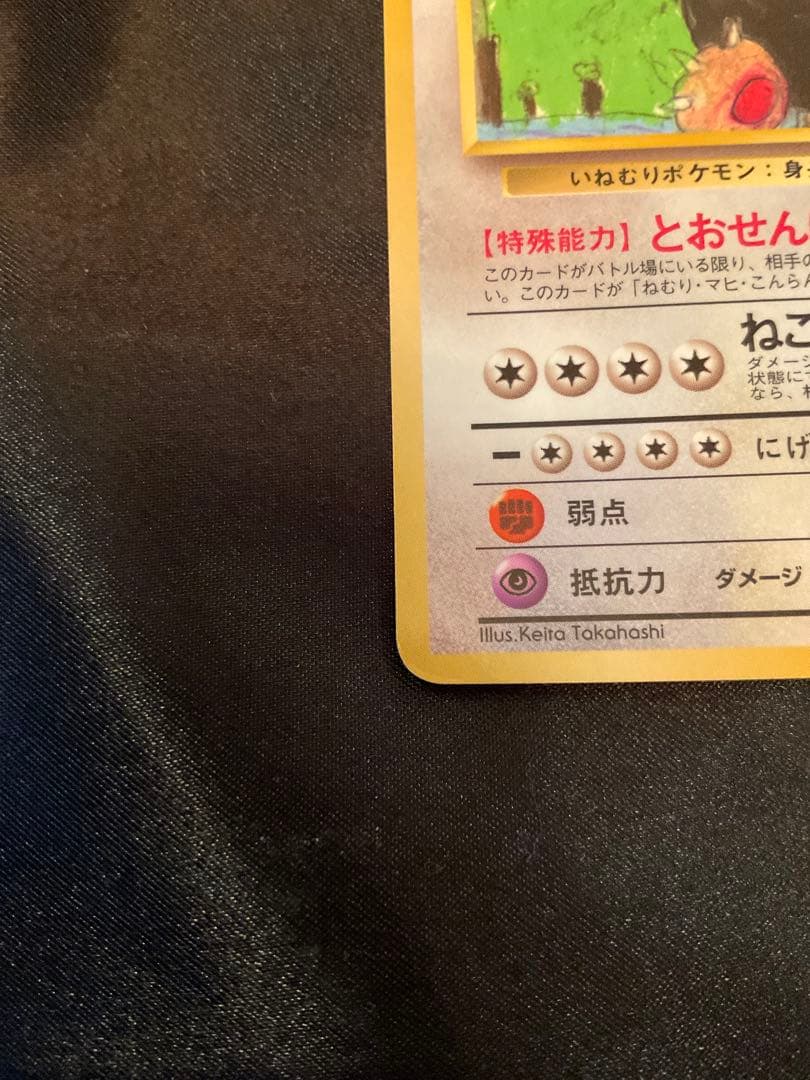 いねむりポケモン：身
【特殊能力】とおせん
このカードがバトル場にいる限り、相手の
い。このカードが「ねむり・マヒ・こんらん
ねこ
ダメージ
状態に
なら、
ー
にげ
弱点
抵抗力 ダメージ
Illus.Keita Takahashi